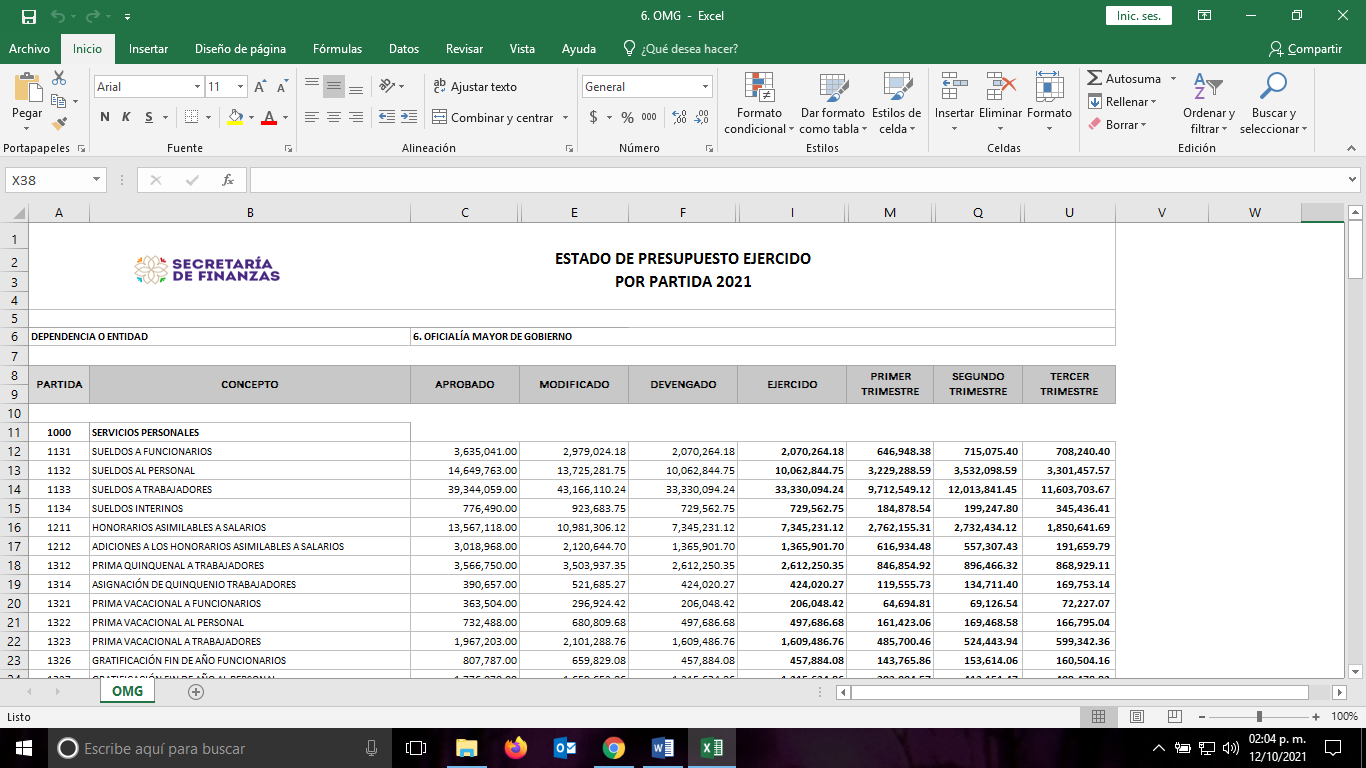 6. OMG - Excel
Inic. ses.
Archivo Inicio Insertar Diseño de página Fórmulas Datos Revisar Vista Ayuda ¿Qué desea hacer? Compartir
Pegar
Portapapeles
Arial 11
N K S
Fuente
Ajustar texto
Combinar y centrar
Alineación
General
$ % 000
Número
Formato condicional
Dar formato como tabla
Estilos de celda
Estilos
Insertar Eliminar Formato
Celdas
Autosuma
Rellenar
Borrar
Ordenar y filtrar
Buscar y seleccionar
Edición
X38 fx
A B C E F I M Q U V W
1
2 SECRETARÍA DE FINANZAS ESTADO DE PRESUPUESTO EJERCIDO
3 POR PARTIDA 2021
4
5
6 DEPENDENCIA O ENTIDAD 6. OFICIALÍA MAYOR DE GOBIERNO
7
8 PARTIDA CONCEPTO APROBADO MODIFICADO DEVENGADO EJERCIDO PRIMER TRIMESTRE SEGUNDO TRIMESTRE TERCER TRIMESTRE
9
10
11 1000 SERVICIOS PERSONALES
12 1131 SUELDOS A FUNCIONARIOS 3,635,041.00 2,979,024.18 2,070,264.18 2,070,264.18 646,948.38 715,075.40 708,240.40
13 1132 SUELDOS AL PERSONAL 14,649,763.00 13,725,281.75 10,062,844.75 10,062,844.75 3,229,288.59 3,532,098.59 3,301,457.57
14 1133 SUELDOS A TRABAJADORES 39,344,059.00 43,166,110.24 33,330,094.24 33,330,094.24 9,712,549.12 12,013,841.45 11,603,703.67
15 1134 SUELDOS INTERINOS 776,490.00 923,683.75 729,562.75 729,562.75 184,878.54 199,247.80 345,436.41
16 1211 HONORARIOS ASIMILABLES A SALARIOS 13,567,118.00 10,981,306.12 7,345,231.12 7,345,231.12 2,762,155.31 2,732,434.12 1,850,641.69
17 1212 ADICIONES A LOS HONORARIOS ASIMILABLES A SALARIOS 3,018,968.00 2,120,644.70 1,365,901.70 1,365,901.70 616,934.48 557,307.43 191,659.79
18 1312 PRIMA QUINQUENAL A TRABAJADORES 3,566,750.00 3,503,937.35 2,612,250.35 2,612,250.35 846,854.92 896,466.32 868,929.11
19 1314 ASIGNACIÓN DE QUINQUENIO TRABAJADORES 390,657.00 521,685.27 424,020.27 424,020.27 119,555.73 134,711.40 169,753.14
20 1321 PRIMA VACACIONAL A FUNCIONARIOS 363,504.00 296,924.42 206,048.42 206,048.42 64,694.81 69,126.54 72,227.07
21 1322 PRIMA VACACIONAL AL PERSONAL 732,488.00 680,809.68 497,686.68 497,686.68 161,423.06 169,468.58 166,795.04
22 1323 PRIMA VACACIONAL A TRABAJADORES 1,967,203.00 2,101,288.76 1,609,486.76 1,609,486.76 485,700.46 524,443.94 599,342.36
23 1326 GRATIFICACIÓN FIN DE AÑO FUNCIONARIOS 807,787.00 659,829.08 457,884.08 457,884.08 143,765.86 153,614.06 160,504.16
OMG
Listo 100%
Escribe aquí para buscar
02:04 p. m.
12/10/2021